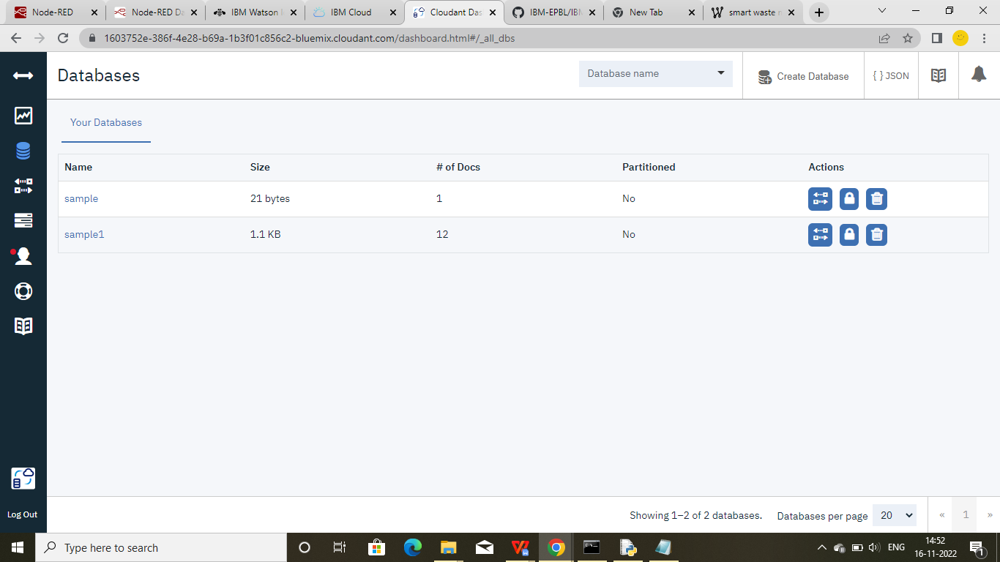 Node-RED
Node-RED Da
IBM Watson I
IBM Cloud
Cloudant Das
IBM-EPBL/IBM
New Tab
smart waste m
1603752e-386f-4e28-b69a-1b3f01c856c2-bluemix.cloudant.com/dashboard.html#/_all_dbs
Databases
Database name
Create Database
{ } JSON
Your Databases
Name Size # of Docs Partitioned Actions
sample 21 bytes 1 No
sample1 1.1 KB 12 No
Log Out
Showing 1–2 of 2 databases.
Databases per page 20
« 1 »
Type here to search
ENG
14:52
16-11-2022
1